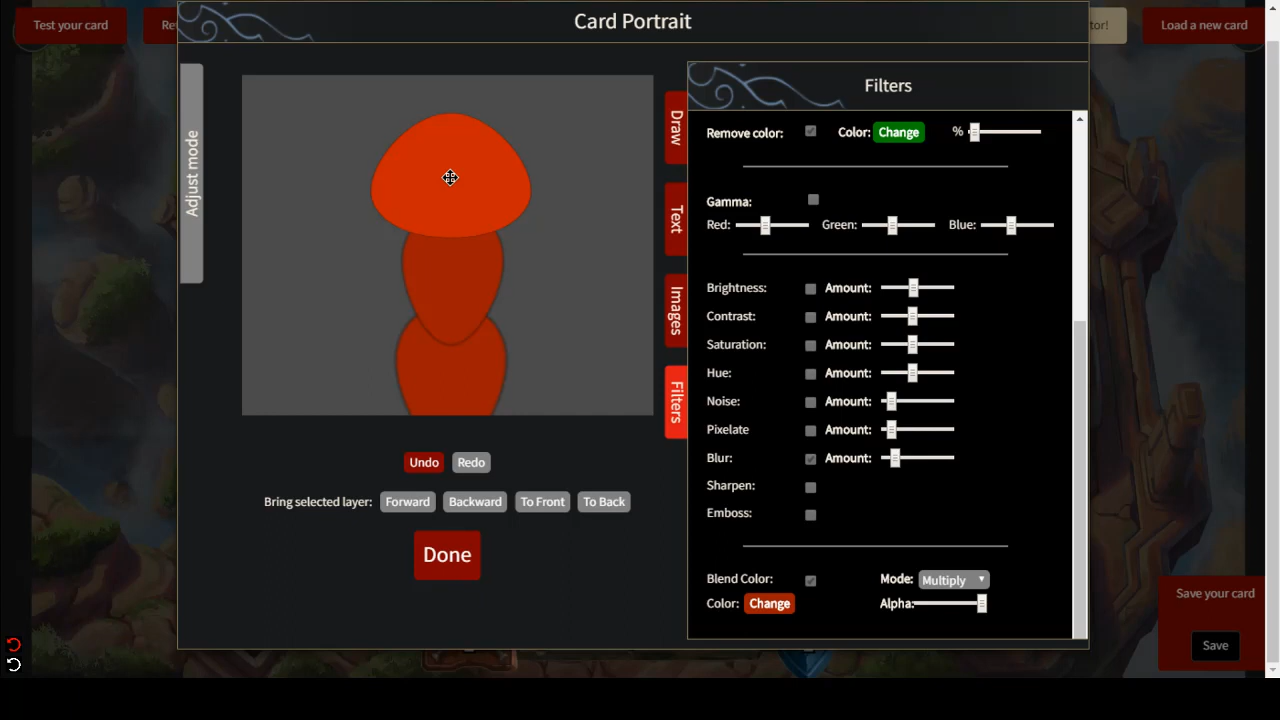 Card Portrait
Test your card
Re
tor!
Load a new card
Adjust mode
Draw
Text
Images
Filters
Filters
Remove color: Color: Change %
Gamma:
Red: Green: Blue:
Brightness: Amount:
Contrast: Amount:
Saturation: Amount:
Hue: Amount:
Noise: Amount:
Pixelate Amount:
Blur: Amount:
Sharpen:
Emboss:
Blend Color: Mode: Multiply
Color: Change Alpha:
Undo Redo
Bring selected layer: Forward Backward To Front To Back
Done
Save your card
Save